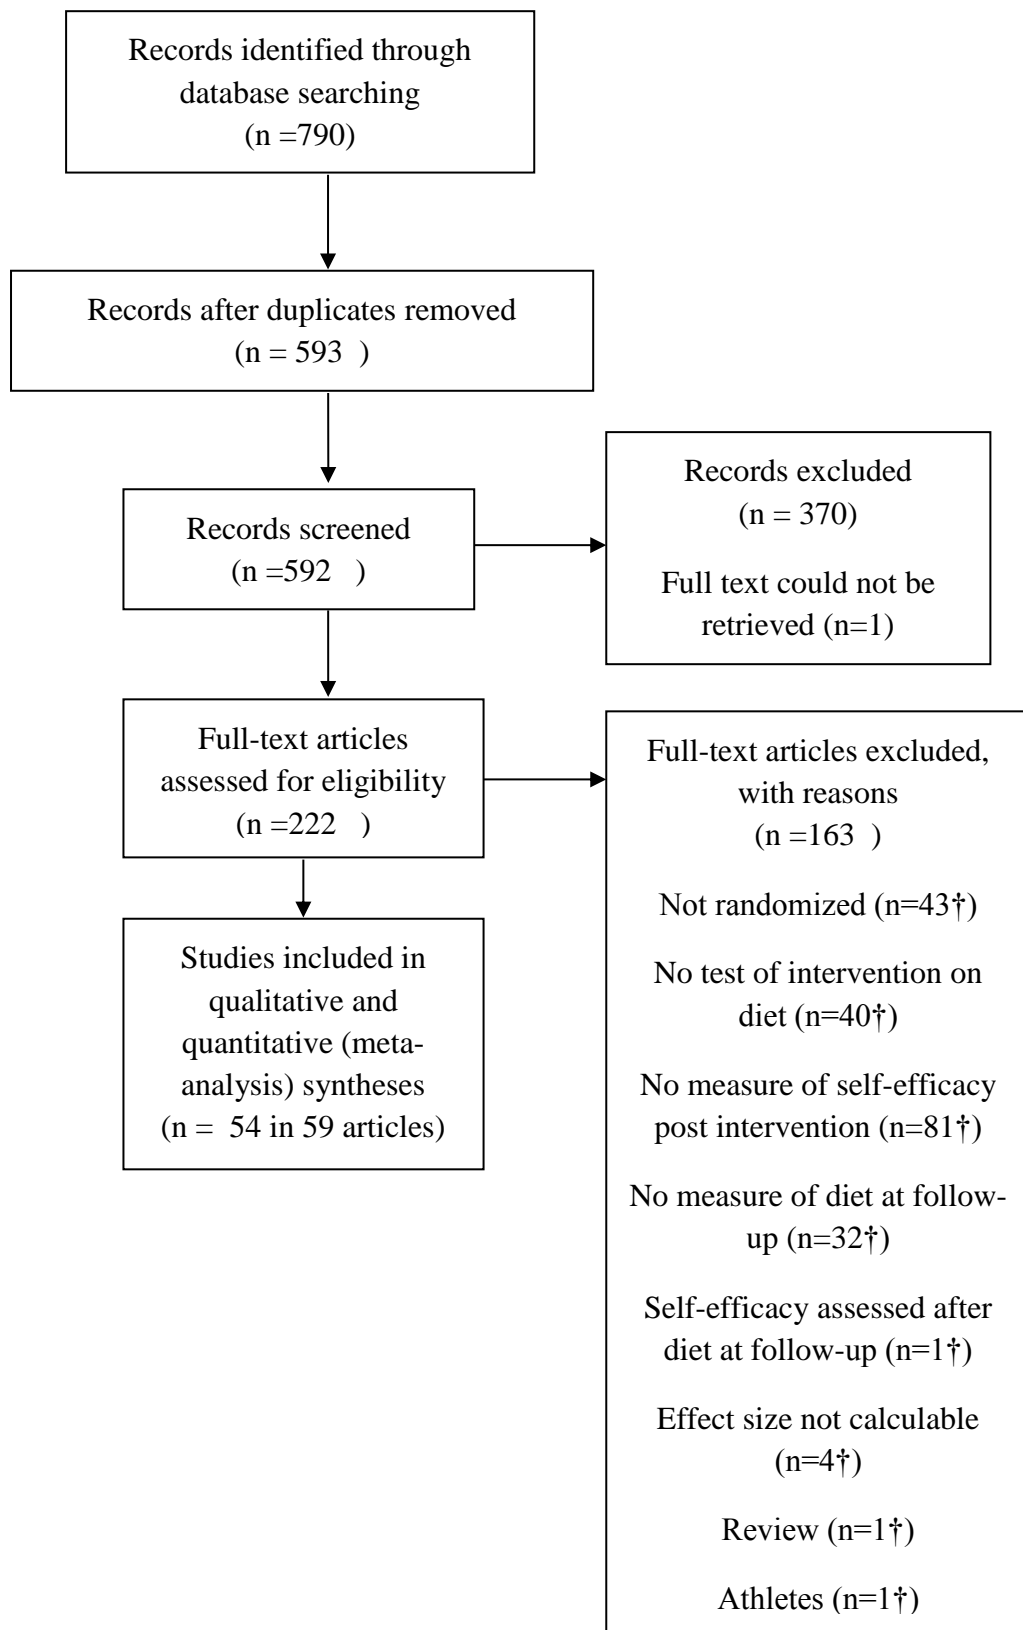 Records identified through
database searching
(n =790)
Records after duplicates removed
(n = 593 )
Records screened
(n =592 )
Records excluded
(n = 370)
Full text could not be
retrieved (n=1)
Full-text articles
assessed for eligibility
(n =222 )
Full-text articles excluded,
with reasons
(n =163 )
Not randomized (n=43†)
No test of intervention on
diet (n=40†)
No measure of self-efficacy
post intervention (n=81†)
No measure of diet at follow-
up (n=32†)
Self-efficacy assessed after
diet at follow-up (n=1†)
Effect size not calculable
(n=4†)
Review (n=1†)
Athletes (n=1†)
Studies included in
qualitative and
quantitative (meta-
analysis) syntheses
(n = 54 in 59 articles)